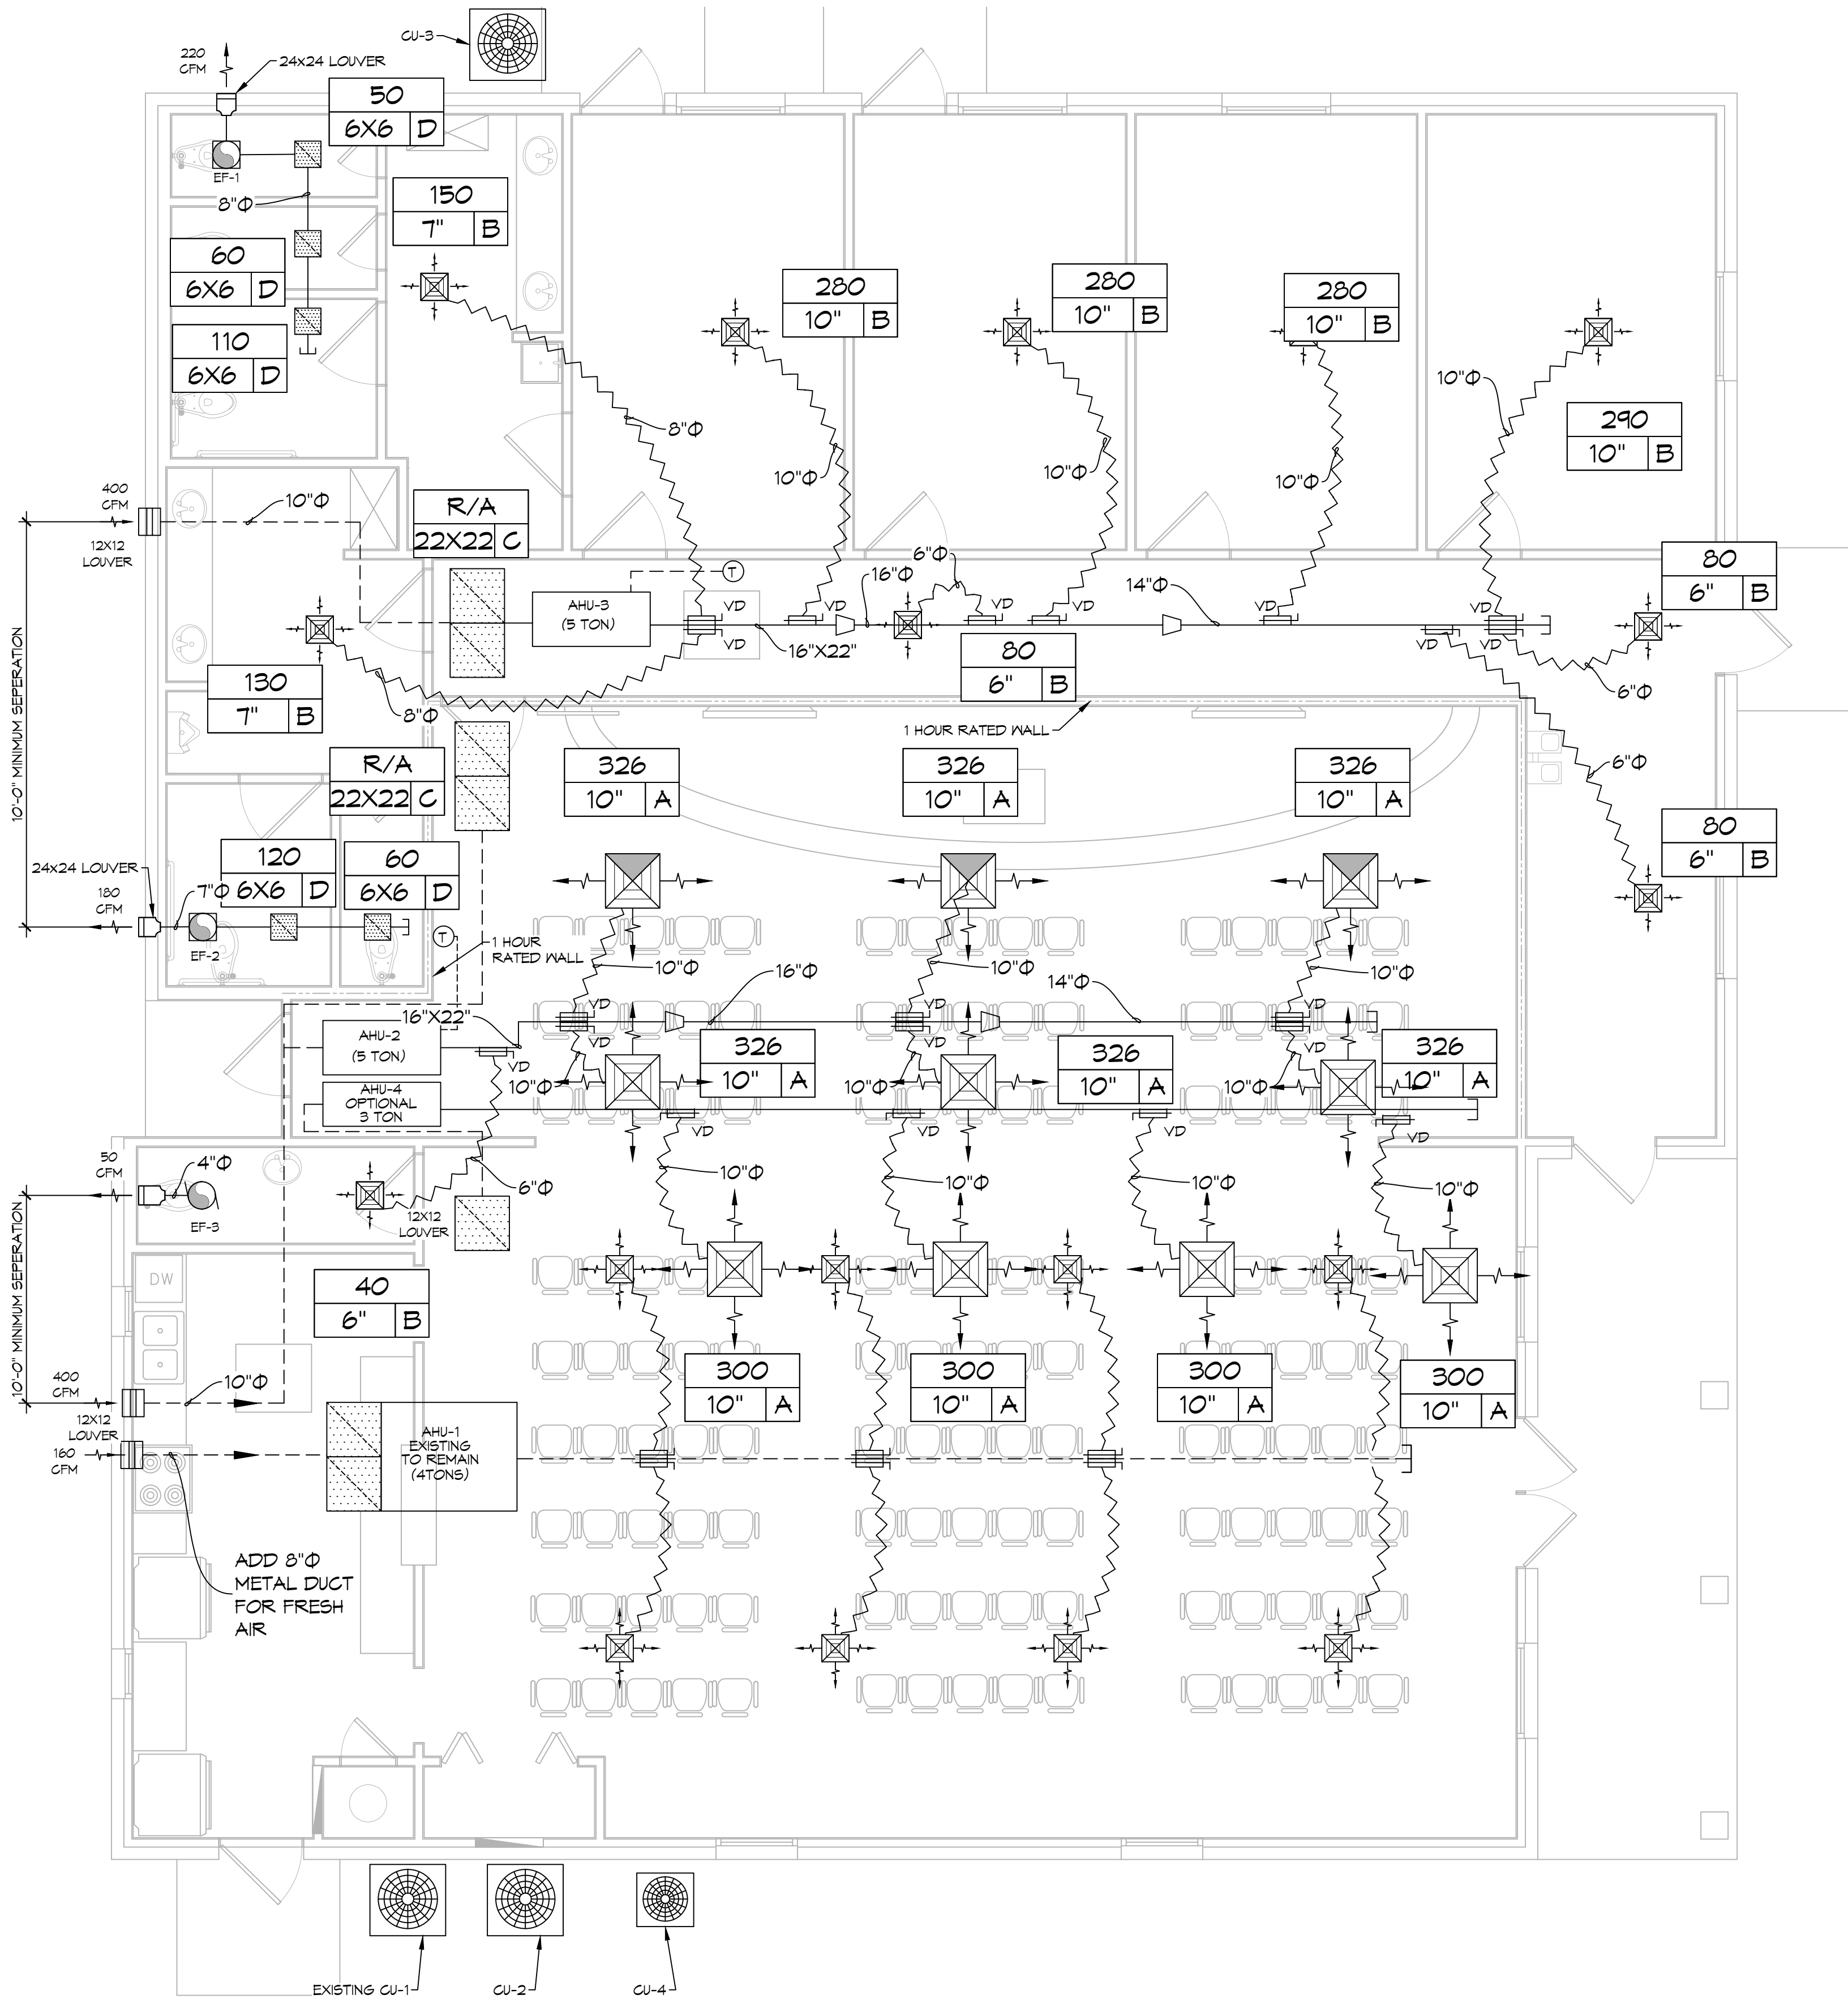 CU-3
220
CFM
24x24 LOUVER
50
6X6 D
EF-1
8"Φ
150
7" B
60
6X6 D
110
6X6 D
280
10" B
280
10" B
280
10" B
290
10" B
8"Φ
10"Φ
10"Φ
10"Φ
10"Φ
400
CFM
12X12
LOUVER
10"Φ
R/A
22X22 C
AHU-3
(5 TON)
T
VD
VD
16"X22"
VD
16"Φ
6"Φ
VD
VD
14"Φ
VD
VD
VD
80
6" B
80
6" B
6"Φ
10'-0" MINIMUM SEPERATION
130
7" B
8"Φ
1 HOUR RATED WALL
R/A
22X22 C
326
10" A
326
10" A
326
10" A
6"Φ
80
6" B
24x24 LOUVER
180
CFM
7"Φ
120
6X6 D
60
6X6 D
EF-2
T
1 HOUR
RATED WALL
10"Φ
16"Φ
10"Φ
14"Φ
10"Φ
16"X22"
AHU-2
(5 TON)
VD
VD
VD
VD
VD
VD
VD
10"Φ
10"Φ
10"Φ
326
10" A
326
10" A
326
10" A
AHU-4
OPTIONAL
3 TON
VD
VD
VD
VD
50
CFM
4"Φ
EF-3
6"Φ
12X12
LOUVER
10"Φ
10"Φ
10"Φ
10"Φ
10'-0" MINIMUM SEPERATION
DW
40
6" B
300
10" A
300
10" A
300
10" A
300
10" A
400
CFM
10"Φ
12X12
LOUVER
160
CFM
AHU-1
EXISTING
TO REMAIN
(4TONS)
ADD 8"Φ
METAL DUCT
FOR FRESH
AIR
EXISTING CU-1
CU-2
CU-4